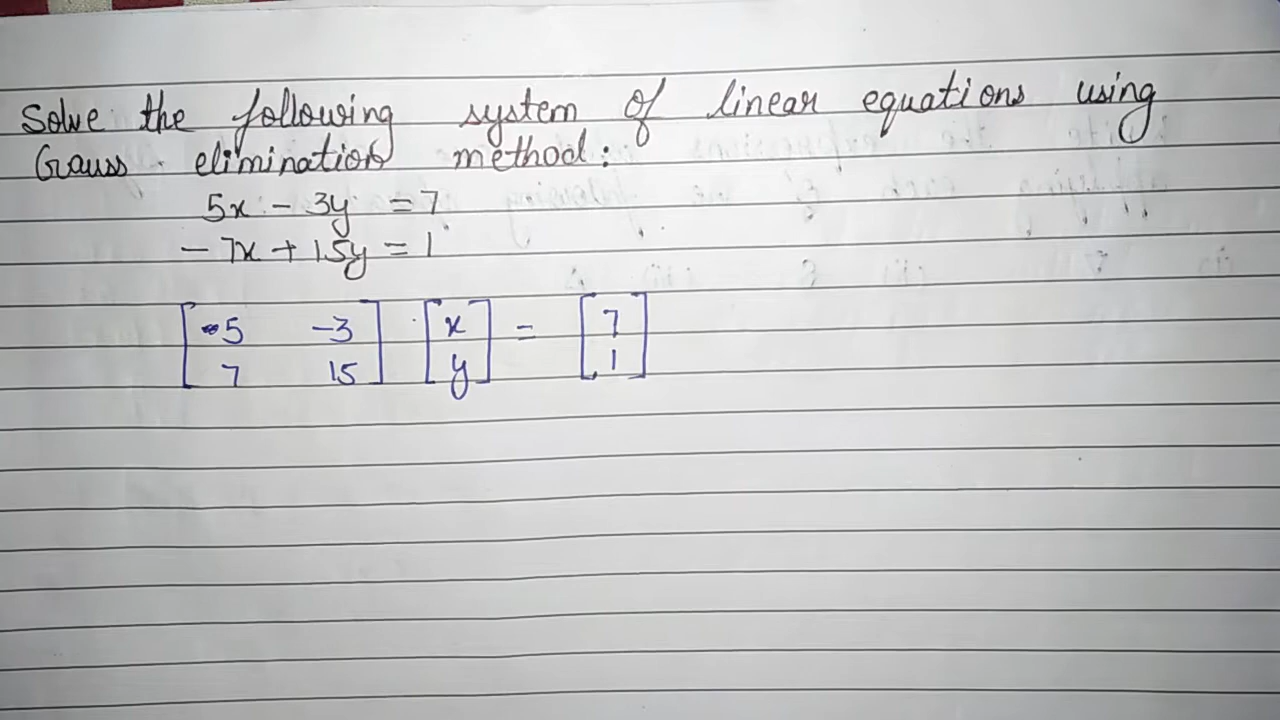 Solve the following system of linear equations using
Gauss elimination method:
5x - 3y = 7
- 7x + 15y = 1
[5 -3] [x] = [7]
[7 15] [y] [1]